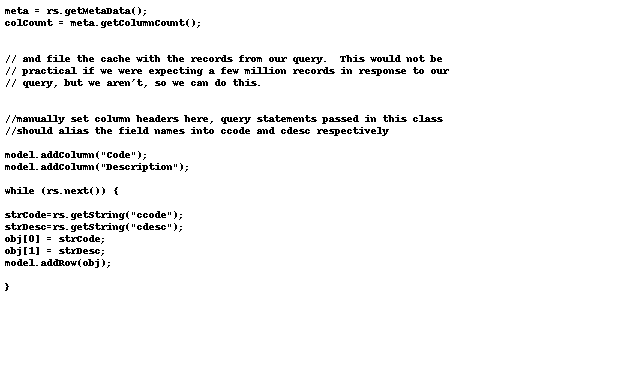 meta = rs.getMetaData();
colCount = meta.getColumnCount();
// and file the cache with the records from our query.  This would not be
// practical if we were expecting a few million records in response to our
// query, but we aren't, so we can do this.
//manually set column headers here, query statements passed in this class
//should alias the field names into ccode and cdesc respectively
model.addColumn("Code");
model.addColumn("Description");
while (rs.next()) {
strCode=rs.getString("ccode");
strDesc=rs.getString("cdesc");
obj[0] = strCode;
obj[1] = strDesc;
model.addRow(obj);
}